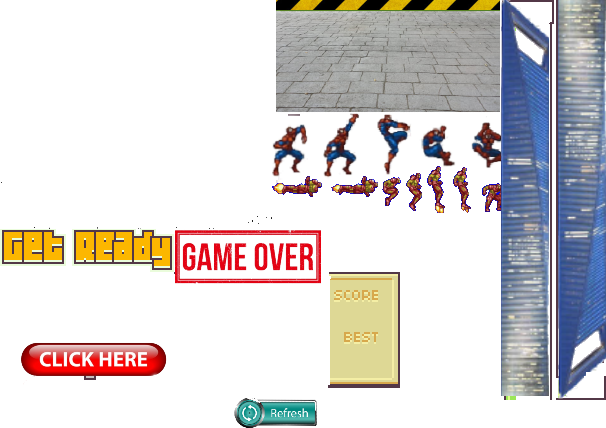 Get Ready
GAME OVER
SCORE
BEST
CLICK HERE
Refresh